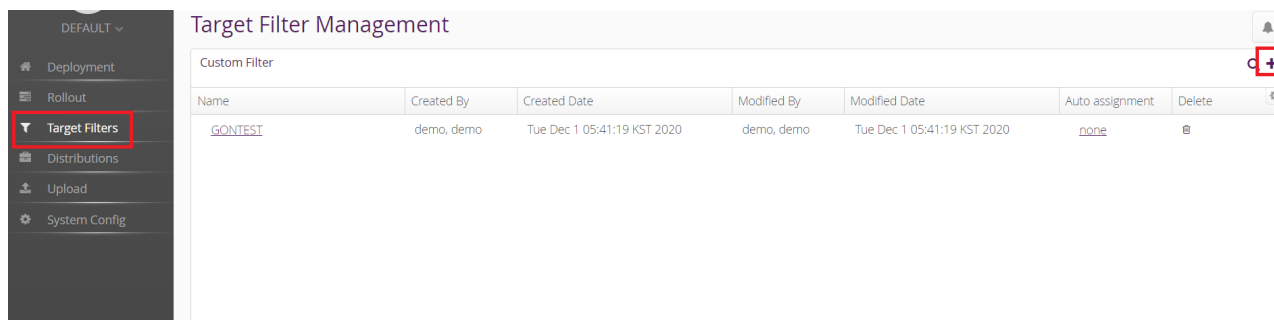 DEFAULT
Target Filter Management
Deployment
Rollout
Target Filters
Distributions
Upload
System Config
Custom Filter
Name Created By Created Date Modified By Modified Date Auto assignment Delete
GONTEST demo, demo Tue Dec 1 05:41:19 KST 2020 demo, demo Tue Dec 1 05:41:19 KST 2020 none